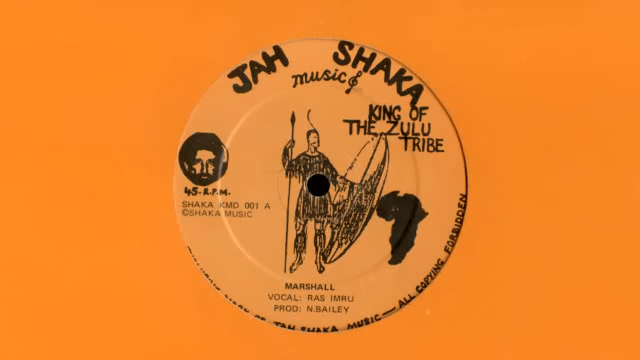 JAH SHAKA
music
KING OF
THE ZULU
TRIBE
45-R.P.M.
SHAKA KMD 001 A
©SHAKA MUSIC
MARSHALL
VOCAL: RAS IMRU
PROD: N.BAILEY
OF JAH SHAKA MUSIC — ALL COPYING FORBIDDEN